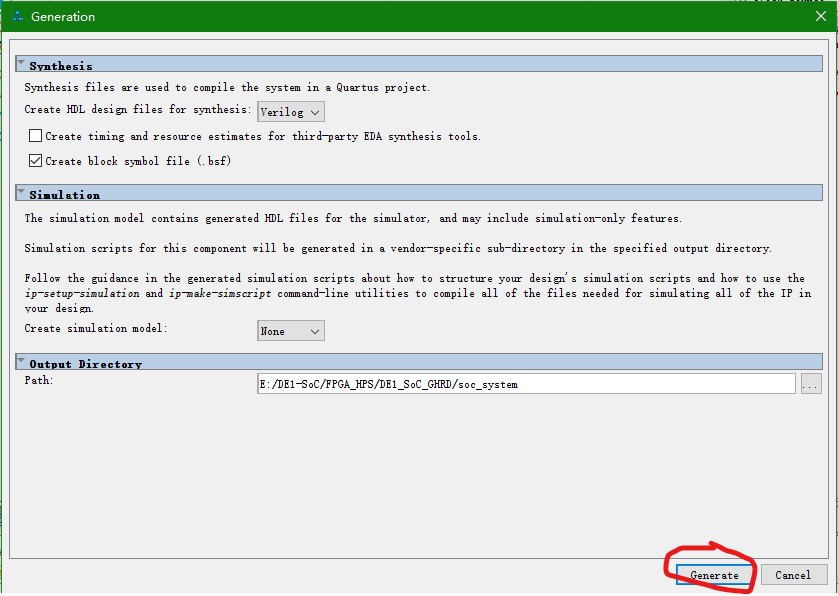 Generation
Synthesis
Synthesis files are used to compile the system in a Quartus project.
Create HDL design files for synthesis: Verilog
Create timing and resource estimates for third-party EDA synthesis tools.
Create block symbol file (.bsf)
Simulation
The simulation model contains generated HDL files for the simulator, and may include simulation-only features.
Simulation scripts for this component will be generated in a vendor-specific sub-directory in the specified output directory.
Follow the guidance in the generated simulation scripts about how to structure your design's simulation scripts and how to use the
ip-setup-simulation and ip-make-simscript command-line utilities to compile all of the files needed for simulating all of the IP in
your design.
Create simulation model: None
Output Directory
Path: E:/DE1-SoC/FPGA_HPS/DE1_SoC_GHRD/soc_system ...
Generate Cancel